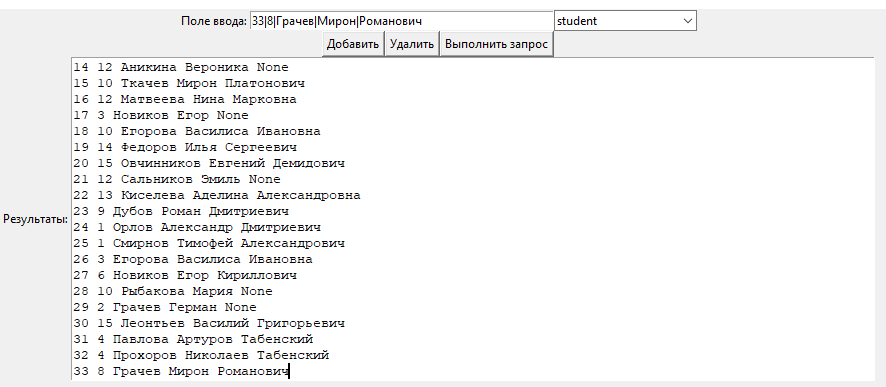 Поле ввода: 33|8|Грачев|Мирон|Романович student
Добавить Удалить Выполнить запрос
14 12 Аникина Вероника None
15 10 Ткачев Мирон Платонович
16 12 Матвеева Нина Марковна
17 3 Новиков Егор None
18 10 Егорова Василиса Ивановна
19 14 Федоров Илья Сергеевич
20 15 Овчинников Евгений Демидович
21 12 Сальников Эмиль None
22 13 Киселева Аделина Александровна
23 9 Дубов Роман Дмитриевич
Результаты:
24 1 Орлов Александр Дмитриевич
25 1 Смирнов Тимофей Александрович
26 3 Егорова Василиса Ивановна
27 6 Новиков Егор Кириллович
28 10 Рыбакова Мария None
29 2 Грачев Герман None
30 15 Леонтьев Василий Григорьевич
31 4 Павлова Артуров Табенский
32 4 Прохоров Николаев Табенский
33 8 Грачев Мирон Романович